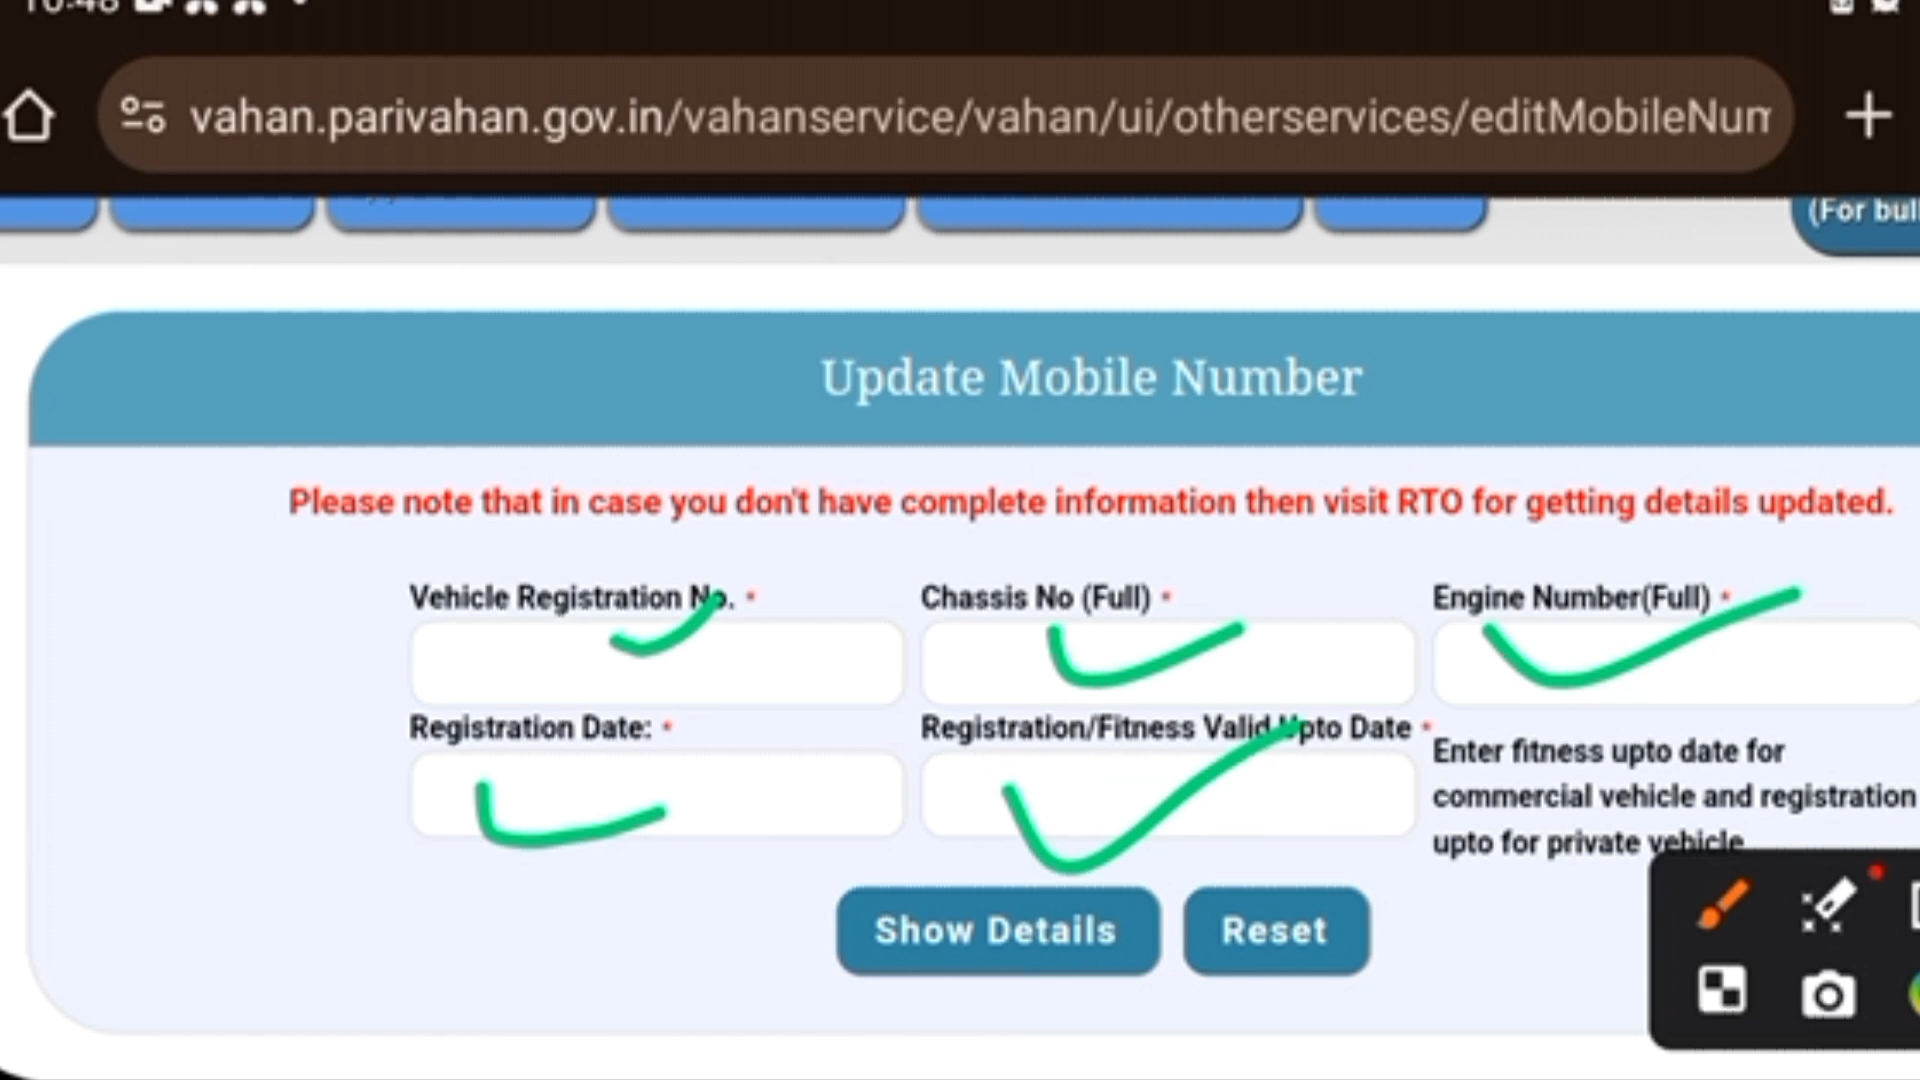 10:48
vahan.parivahan.gov.in/vahanservice/vahan/ui/otherservices/editMobileNum
(For bull
Update Mobile Number
Please note that in case you don't have complete information then visit RTO for getting details updated.
Vehicle Registration No. * Chassis No (Full) * Engine Number(Full) *
Registration Date: * Registration/Fitness Valid Upto Date *
Enter fitness upto date for
commercial vehicle and registration
upto for private vehicle
Show Details Reset